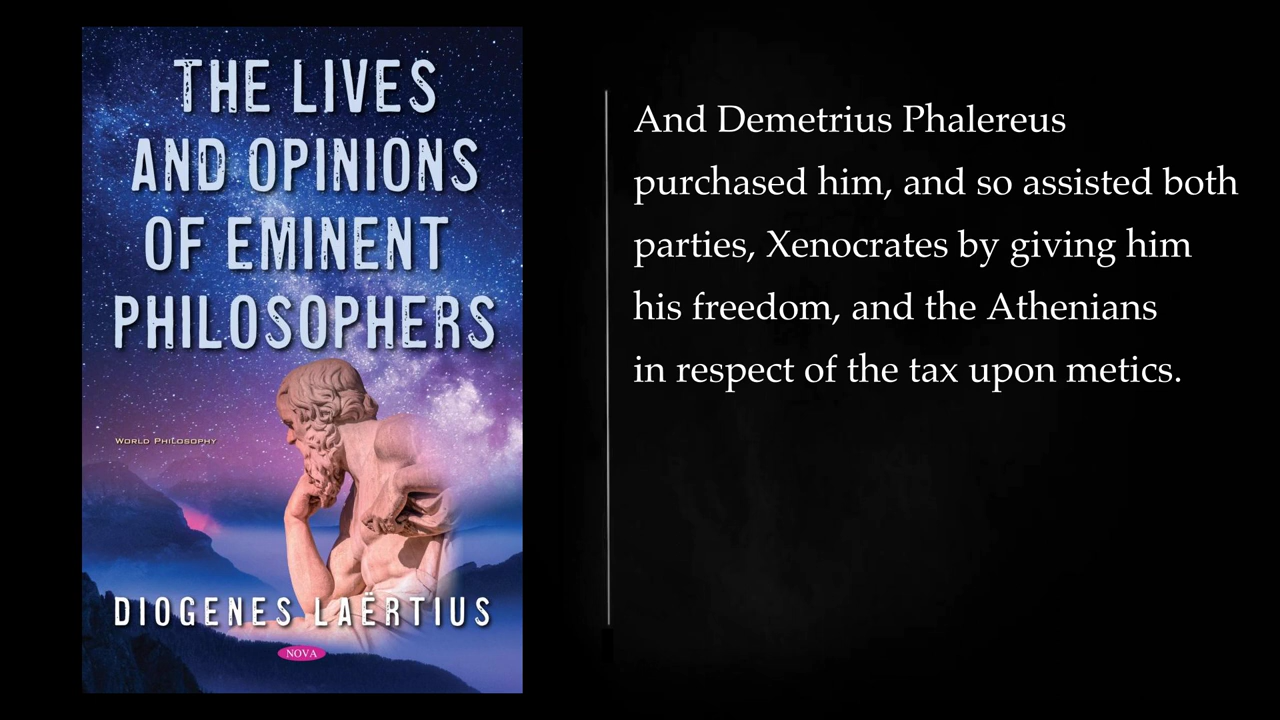 THE LIVES
AND OPINIONS
OF EMINENT
PHILOSOPHERS
WORLD PHILOSOPHY
DIOGENES LAËRTIUS
NOVA
And Demetrius Phalereus
purchased him, and so assisted both
parties, Xenocrates by giving him
his freedom, and the Athenians
in respect of the tax upon metics.